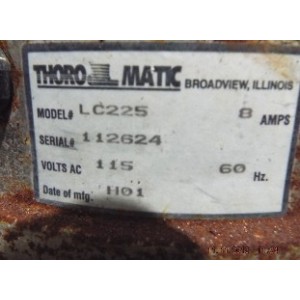 THORO MATIC BROADVIEW, ILLINOIS
MODEL# LC225 8 AMPS
SERIAL# 112624
VOLTS AC 115 60 Hz.
Date of mfg. H01